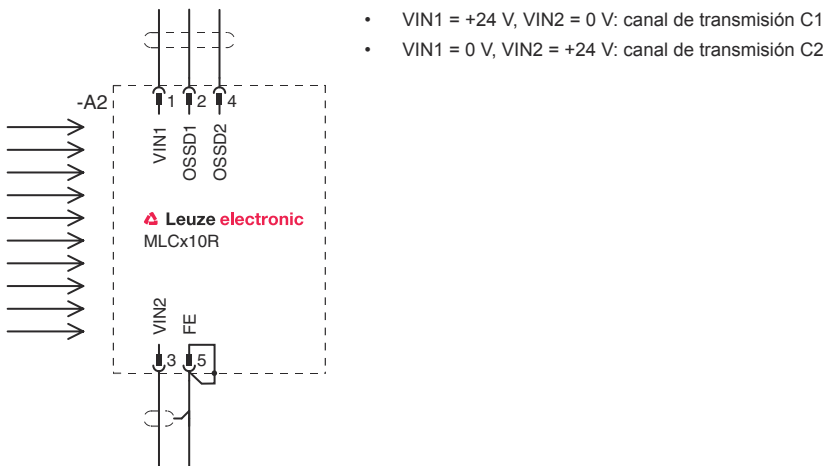 • VIN1 = +24 V, VIN2 = 0 V: canal de transmisión C1
• VIN1 = 0 V, VIN2 = +24 V: canal de transmisión C2
-A2
1 2 4
VIN1
OSSD1
OSSD2
Leuze electronic
MLCx10R
VIN2
FE
3 5